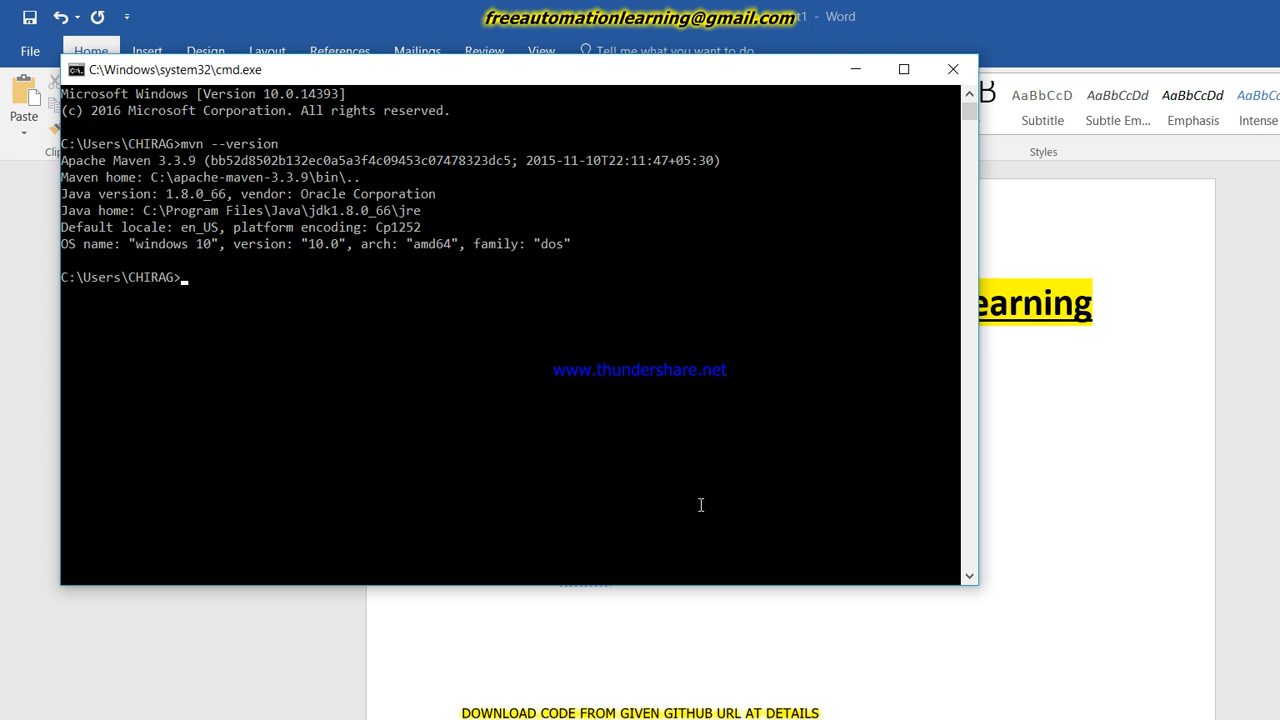 freeautomationlearning@gmail.com
t1 - Word
File Home Insert Design Layout References Mailings Review View Tell me what you want to do
C:\Windows\system32\cmd.exe
Paste
Clip
AaBbCcD AaBbCcDd AaBbCcDd AaBbCc
Subtitle Subtle Em... Emphasis Intense
Styles
Microsoft Windows [Version 10.0.14393]
(c) 2016 Microsoft Corporation. All rights reserved.
C:\Users\CHIRAG>mvn --version
Apache Maven 3.3.9 (bb52d8502b132ec0a5a3f4c09453c07478323dc5; 2015-11-10T22:11:47+05:30)
Maven home: C:\apache-maven-3.3.9\bin\..
Java version: 1.8.0_66, vendor: Oracle Corporation
Java home: C:\Program Files\Java\jdk1.8.0_66\jre
Default locale: en_US, platform encoding: Cp1252
OS name: "windows 10", version: "10.0", arch: "amd64", family: "dos"
C:\Users\CHIRAG>
earning
www.thundershare.net
DOWNLOAD CODE FROM GIVEN GITHUB URL AT DETAILS